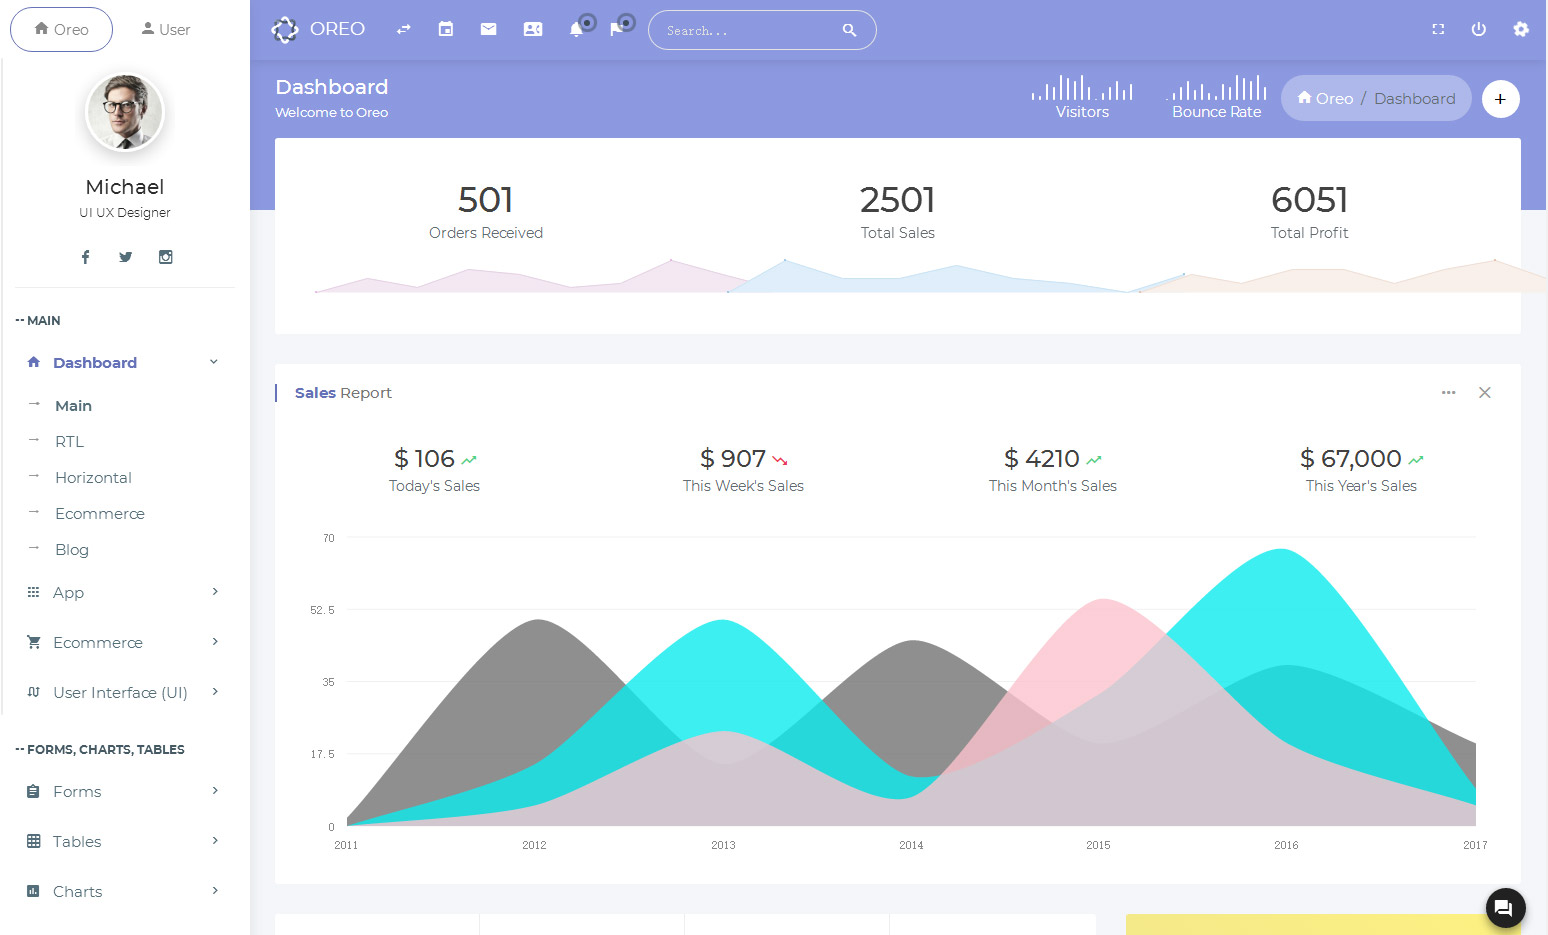 Oreo
User
Michael
UI UX Designer
-- MAIN
Dashboard
Main
RTL
Horizontal
Ecommerce
Blog
App
Ecommerce
User Interface (UI)
-- FORMS, CHARTS, TABLES
Forms
Tables
Charts
OREO
Search...
Dashboard
Welcome to Oreo
Visitors
Bounce Rate
Oreo / Dashboard
+
501
Orders Received
2501
Total Sales
6051
Total Profit
Sales Report
$ 106
Today's Sales
$ 907
This Week's Sales
$ 4210
This Month's Sales
$ 67,000
This Year's Sales
70
52.5
35
17.5
0
2011 2012 2013 2014 2015 2016 2017